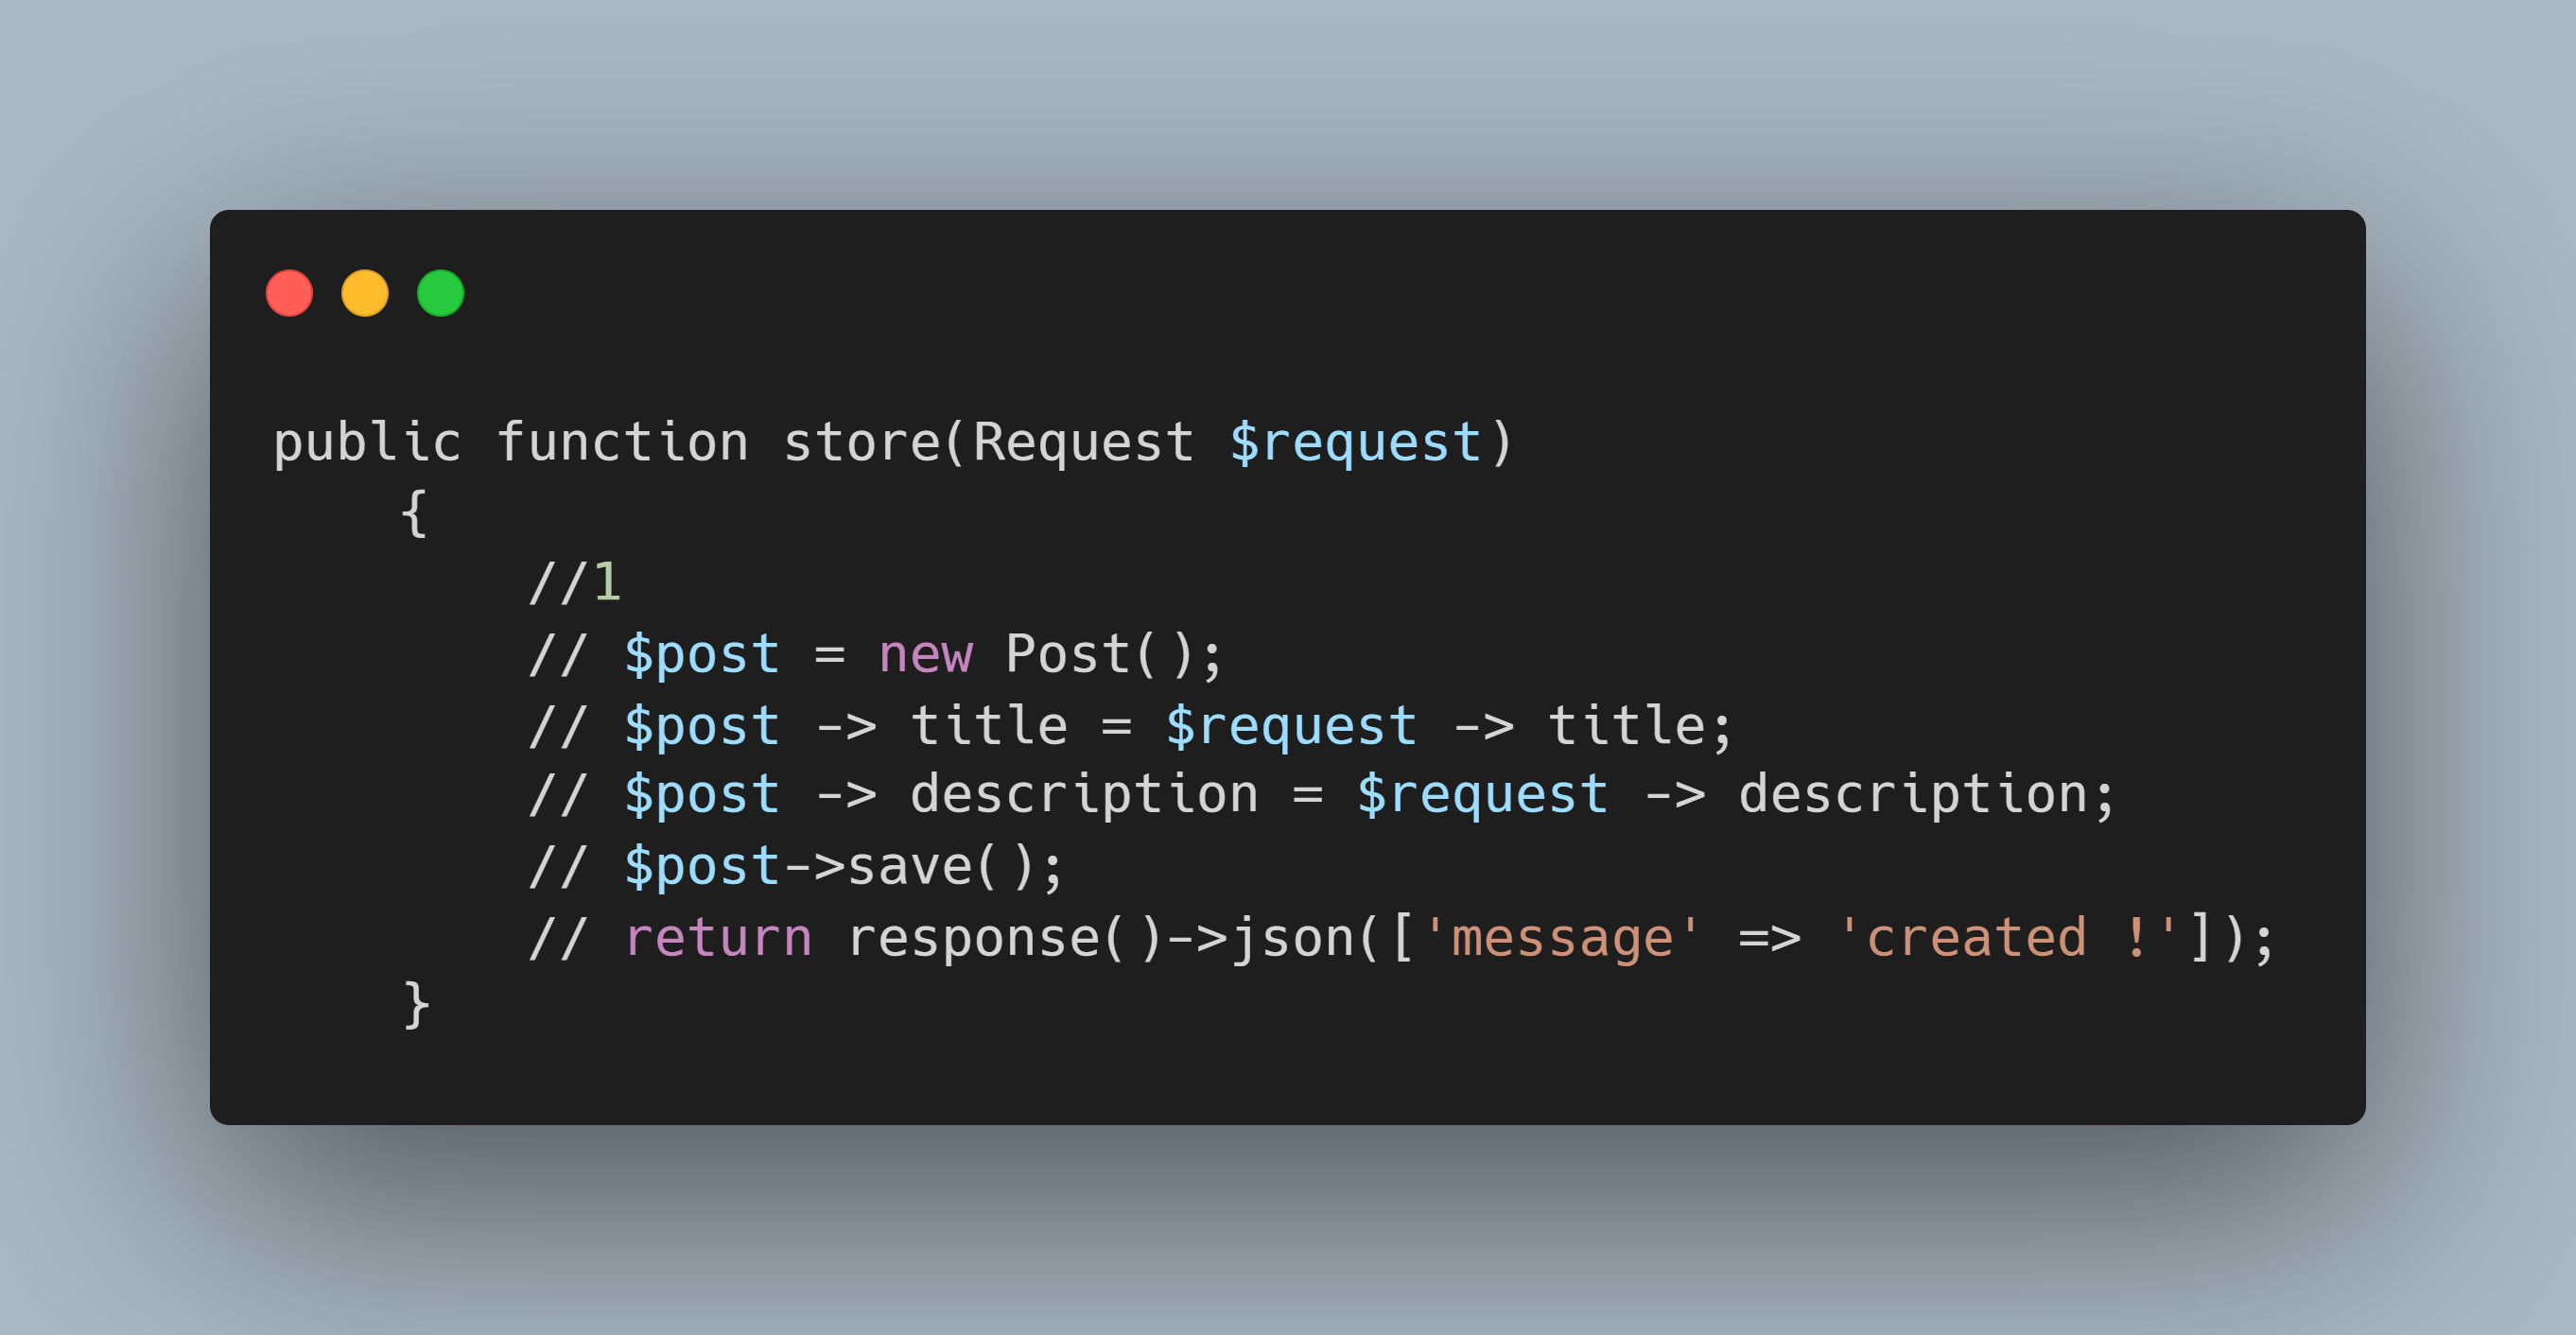 public function store(Request $request)
    {
        //1
        // $post = new Post();
        // $post -> title = $request -> title;
        // $post -> description = $request -> description;
        // $post->save();
        // return response()->json(['message' => 'created !']);
    }